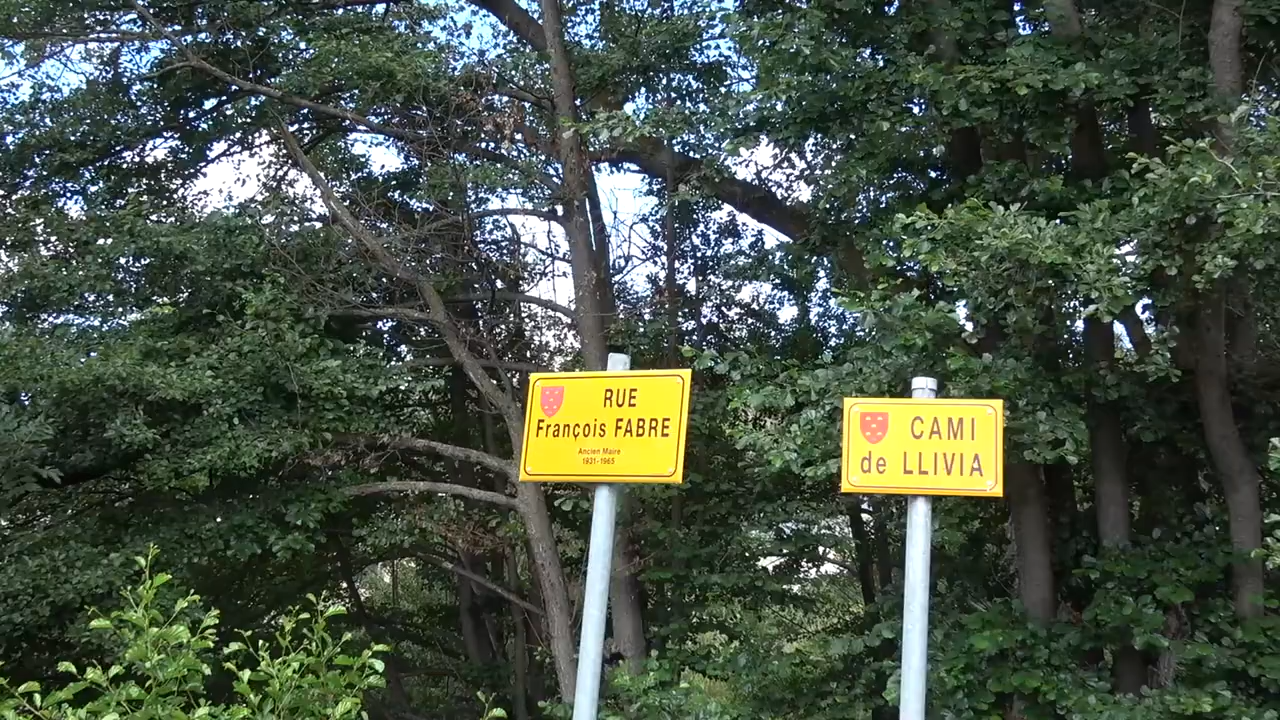 RUE
François FABRE
Ancien Maire
1931-1965
CAMI
de LLIVIA